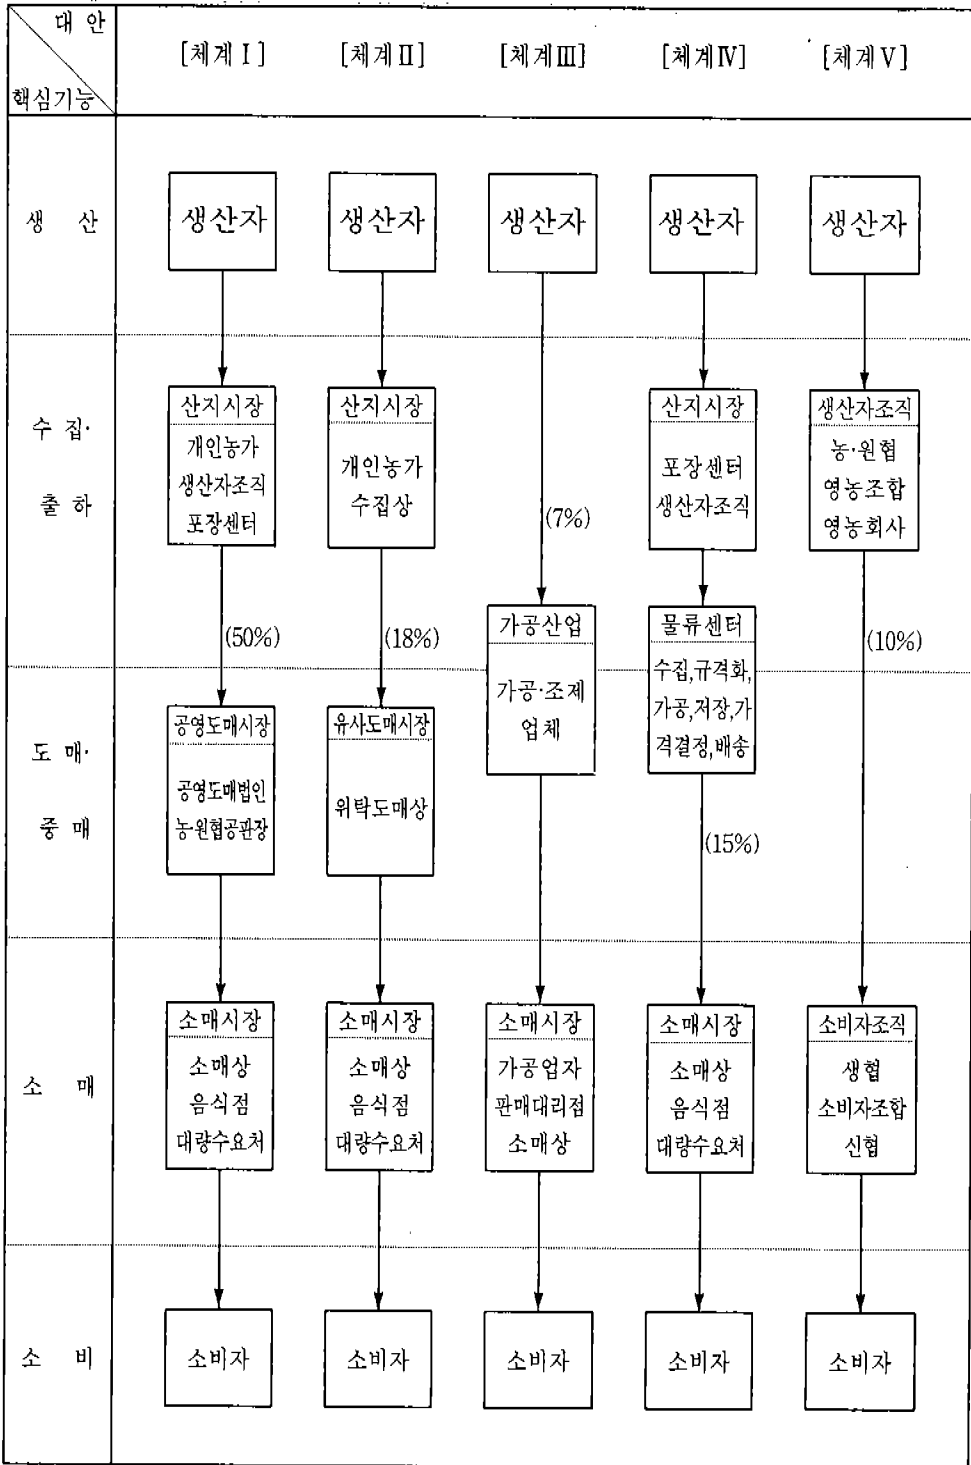 대 안
핵심기능
[체계Ⅰ]
[체계Ⅱ]
[체계Ⅲ]
[체계Ⅳ]
[체계Ⅴ]
생 산
생산자
생산자
생산자
생산자
생산자
수 집·
출 하
산지시장
개인농가
생산자조직
포장센터
산지시장
개인농가
수집상
(7%)
산지시장
포장센터
생산자조직
생산자조직
농·원협
영농조합
영농회사
(50%)
(18%)
가공산업
가공·조제
업체
물류센터
수집,규격화,
가공,저장,가
격결정,배송
(10%)
도 매·
중 매
공영도매시장
공영도매법인
농·원협공판장
유사도매시장
위탁도매상
(15%)
소 매
소매시장
소매상
음식점
대량수요처
소매시장
소매상
음식점
대량수요처
소매시장
가공업자
판매대리점
소매상
소매시장
소매상
음식점
대량수요처
소비자조직
생협
소비자조합
신협
소 비
소비자
소비자
소비자
소비자
소비자